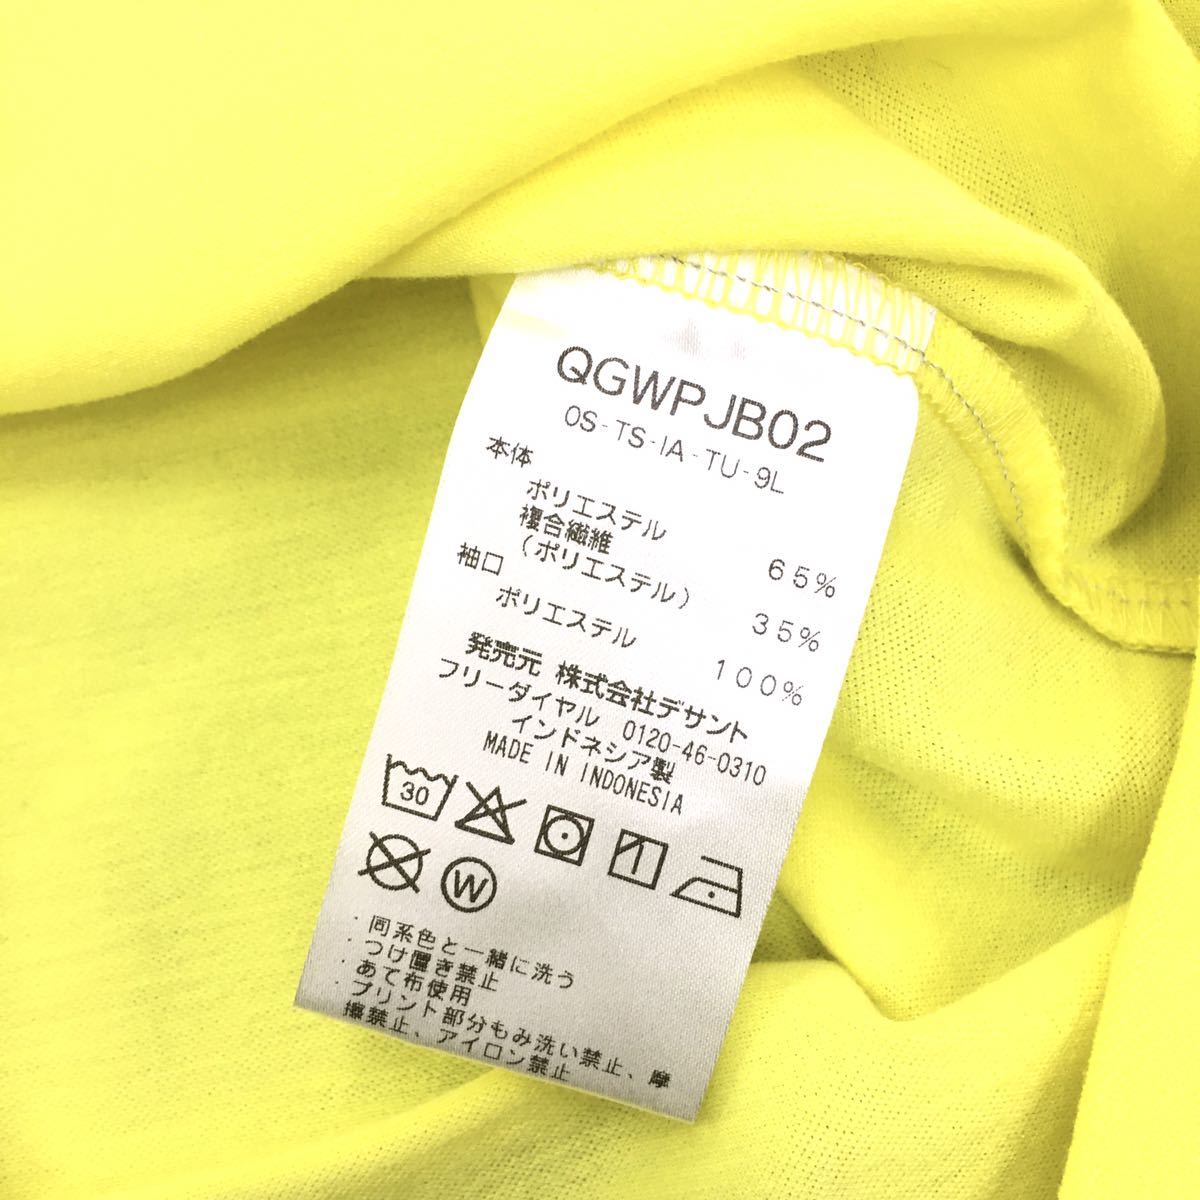 QGWPJB02
OS-TS-IA-TU-9L
本体
ポリエステル 65%
複合繊維
(ポリエステル) 35%
袖口
ポリエステル 100%
発売元 株式会社デサント
フリーダイヤル 0120-46-0310
インドネシア製
MADE IN INDONESIA
30
W
・同系色と一緒に洗う
・つけ置き禁止
・あて布使用
・プリント部分もみ洗い禁止、摩
擦禁止、アイロン禁止